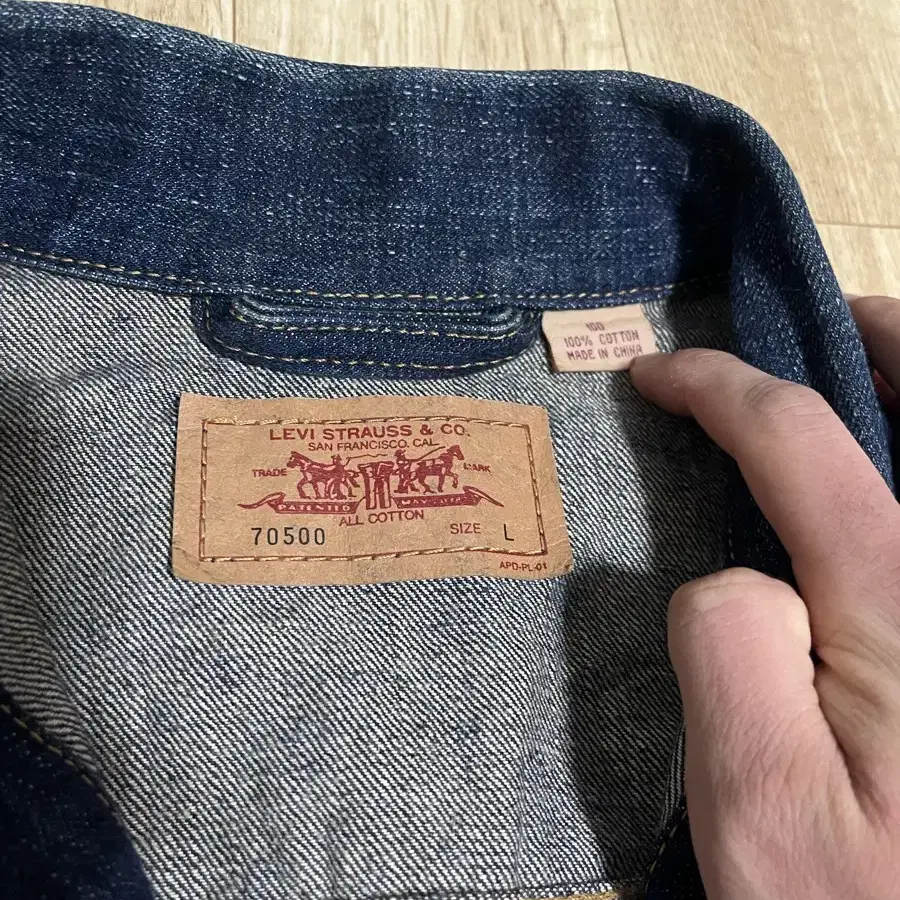 100
100% COTTON
MADE IN CHINA
LEVI STRAUSS & CO.
SAN FRANCISCO, CAL.
TRADE MARK
PATENTED MAY
ALL COTTON
70500 SIZE L
APD-PL-01